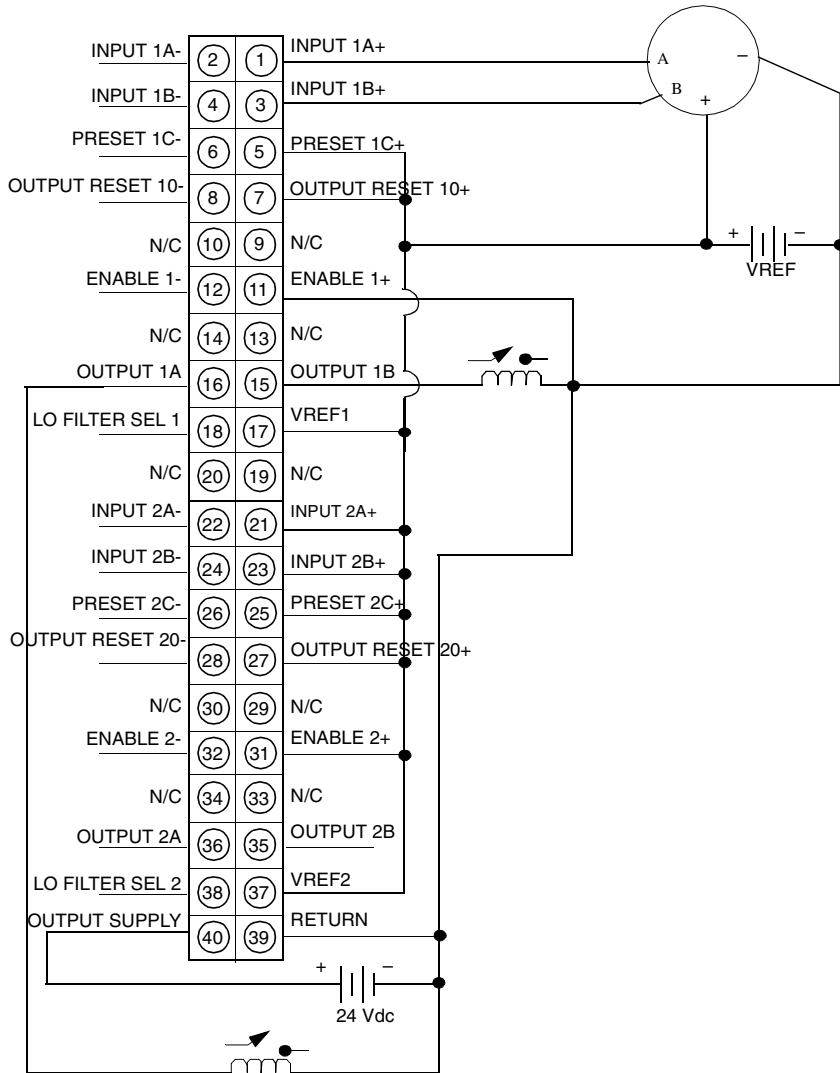 INPUT 1A- 2 1 INPUT 1A+
A −
INPUT 1B- 4 3 INPUT 1B+
B +
PRESET 1C- 6 5 PRESET 1C+
OUTPUT RESET 10- 8 7 OUTPUT RESET 10+
N/C 10 9 N/C
+ −
VREF
ENABLE 1- 12 11 ENABLE 1+
N/C 14 13 N/C
OUTPUT 1A 16 15 OUTPUT 1B
LO FILTER SEL 1 18 17 VREF1
N/C 20 19 N/C
INPUT 2A- 22 21 INPUT 2A+
INPUT 2B- 24 23 INPUT 2B+
PRESET 2C- 26 25 PRESET 2C+
OUTPUT RESET 20- 28 27 OUTPUT RESET 20+
N/C 30 29 N/C
ENABLE 2- 32 31 ENABLE 2+
N/C 34 33 N/C
OUTPUT 2A 36 35 OUTPUT 2B
LO FILTER SEL 2 38 37 VREF2
OUTPUT SUPPLY 40 39 RETURN
+ −
24 Vdc